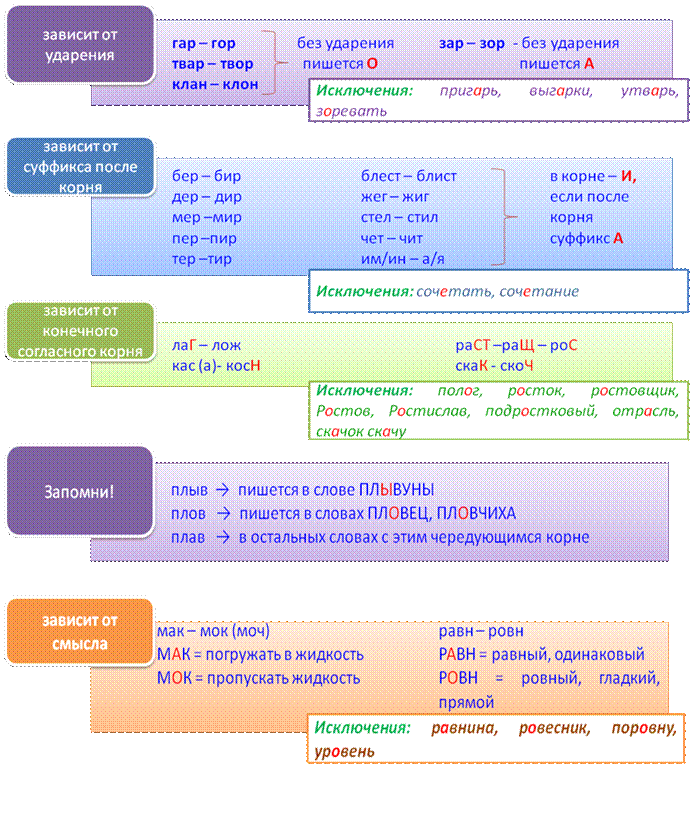 зависит от
ударения
гар – гор
твар – твор
клан – клон
без ударения
пишется О
зар – зор - без ударения
пишется А
Исключения: пригарь, выгарки, утварь,
зоревать
зависит от
суффикса после
корня
бер – бир
дер – дир
мер –мир
пер –пир
тер –тир
блест – блист
жег – жиг
стел – стил
чет – чит
им/ин – а/я
в корне – И,
если после
корня
суффикс А
Исключения: сочетать, сочетание
зависит от
конечного
согласного корня
лаГ – лож
кас (а)- косН
раСТ –раЩ – роС
скаК - скоЧ
Исключения: полог, росток, ростовщик,
Ростов, Ростислав, подростковый, отрасль,
скачок скачу
Запомни!
плыв → пишется в слове ПЛЫВУНЫ
плов → пишется в словах ПЛОВЕЦ, ПЛОВЧИХА
плав → в остальных словах с этим чередующимся корне
зависит от
смысла
мак – мок (моч)
МАК = погружать в жидкость
МОК = пропускать жидкость
равн – ровн
РАВН = равный, одинаковый
РОВН = ровный, гладкий,
прямой
Исключения: равнина, ровесник, поровну,
уровень